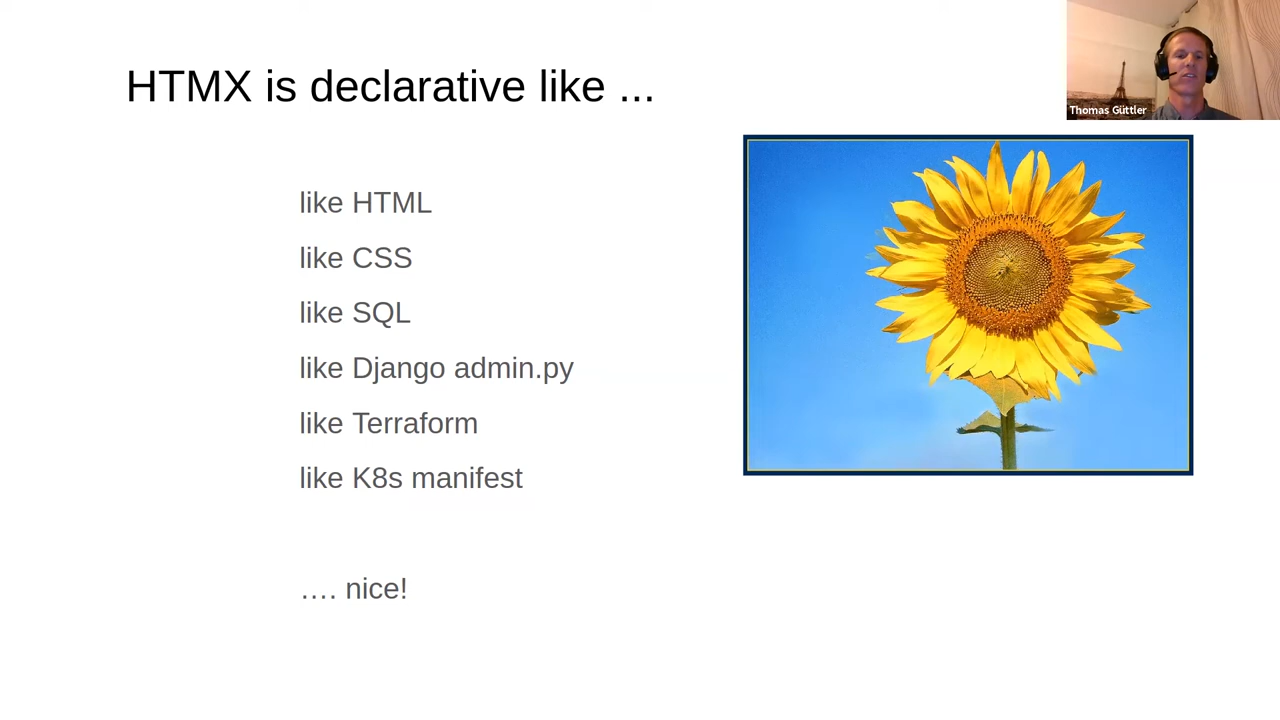 HTMX is declarative like ...
Thomas Güttler
like HTML
like CSS
like SQL
like Django admin.py
like Terraform
like K8s manifest
…. nice!